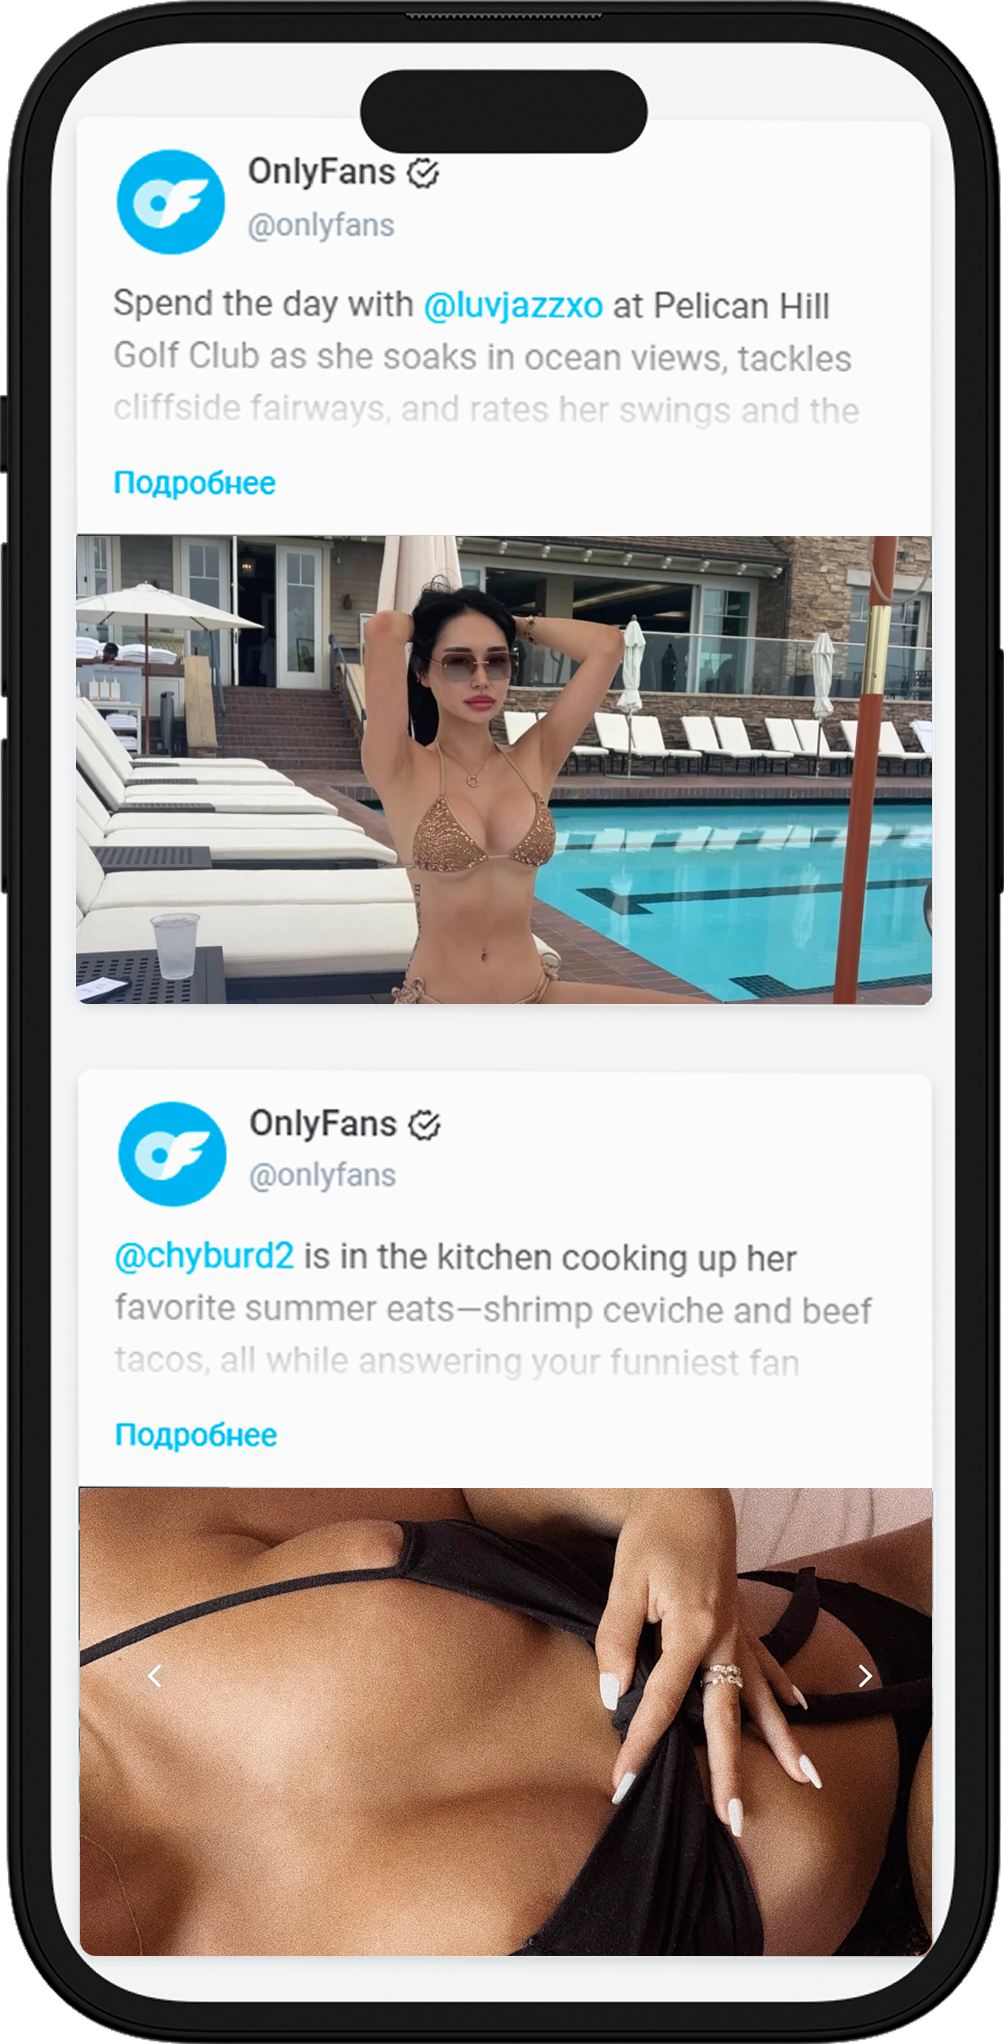 OnlyFans
@onlyfans
Spend the day with @luvjazzxo at Pelican Hill
Golf Club as she soaks in ocean views, tackles
cliffside fairways, and rates her swings and the
Подробнее
OnlyFans
@onlyfans
@chyburd2 is in the kitchen cooking up her
favorite summer eats—shrimp ceviche and beef
tacos, all while answering your funniest fan
Подробнее